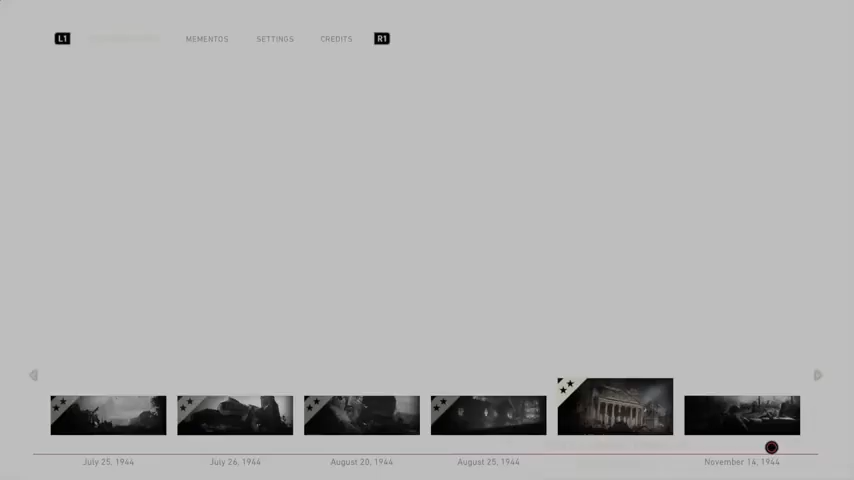 L1 MEMENTOS SETTINGS CREDITS R1
July 25, 1944 July 26, 1944 August 20, 1944 August 25, 1944 November 14, 1944